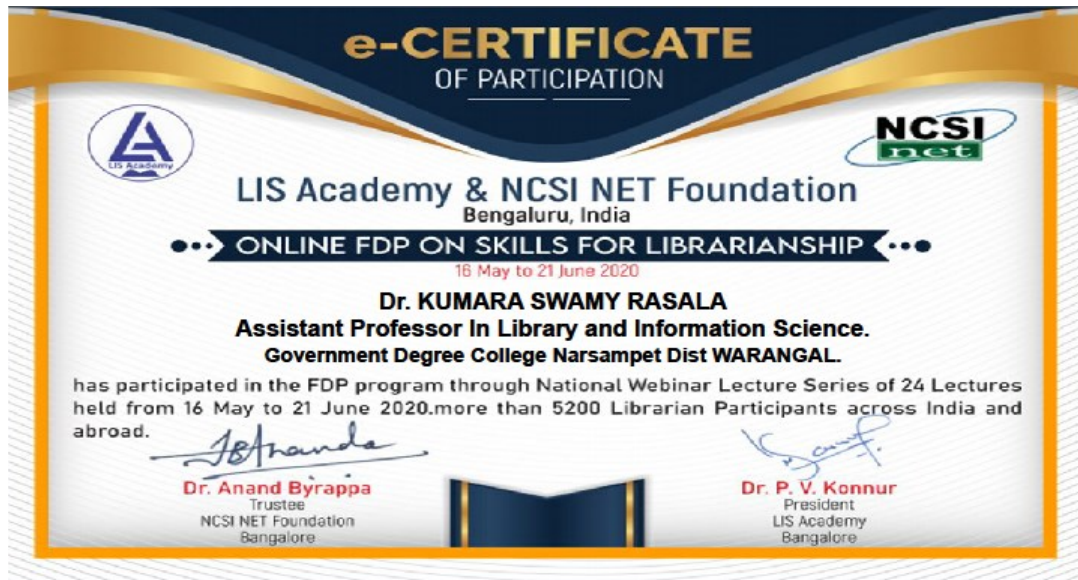 e-CERTIFICATE
OF PARTICIPATION
LIS Academy
NCSI
net
LIS Academy & NCSI NET Foundation
Bengaluru, India
ONLINE FDP ON SKILLS FOR LIBRARIANSHIP
16 May to 21 June 2020
Dr. KUMARA SWAMY RASALA
Assistant Professor In Library and Information Science.
Government Degree College Narsampet Dist WARANGAL.
has participated in the FDP program through National Webinar Lecture Series of 24 Lectures
held from 16 May to 21 June 2020.more than 5200 Librarian Participants across India and
abroad.
Dr. Anand Byrappa
Trustee
NCSI NET Foundation
Bangalore
Dr. P. V. Konnur
President
LIS Academy
Bangalore